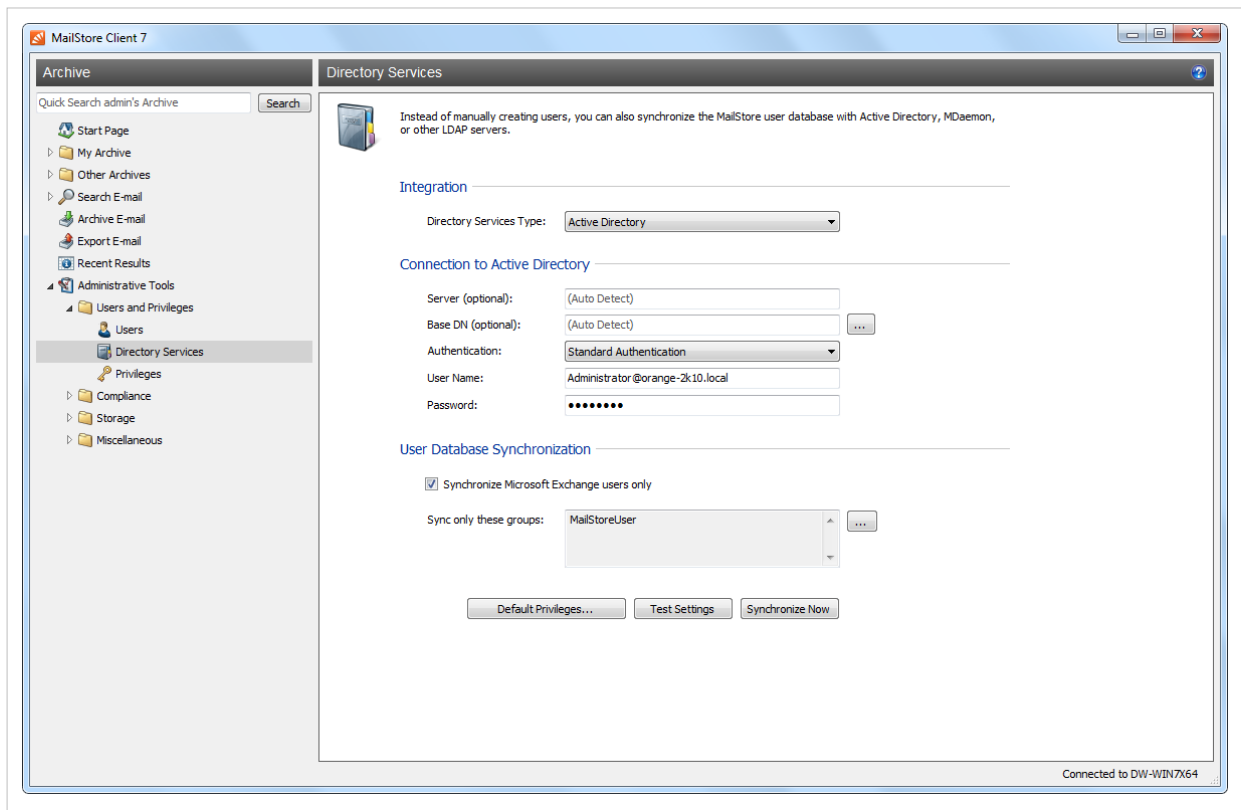 MailStore Client 7
Archive
Quick Search admin's Archive
Search
Start Page
My Archive
Other Archives
Search E-mail
Archive E-mail
Export E-mail
Recent Results
Administrative Tools
Users and Privileges
Users
Directory Services
Privileges
Compliance
Storage
Miscellaneous
Directory Services
?
Instead of manually creating users, you can also synchronize the MailStore user database with Active Directory, MDaemon,
or other LDAP servers.
Integration
Directory Services Type: Active Directory
Connection to Active Directory
Server (optional): (Auto Detect)
Base DN (optional): (Auto Detect) ...
Authentication: Standard Authentication
User Name: Administrator@orange-2k10.local
Password: ••••••••
User Database Synchronization
Synchronize Microsoft Exchange users only
Sync only these groups: MailStoreUser ...
Default Privileges... Test Settings Synchronize Now
Connected to DW-WIN7X64